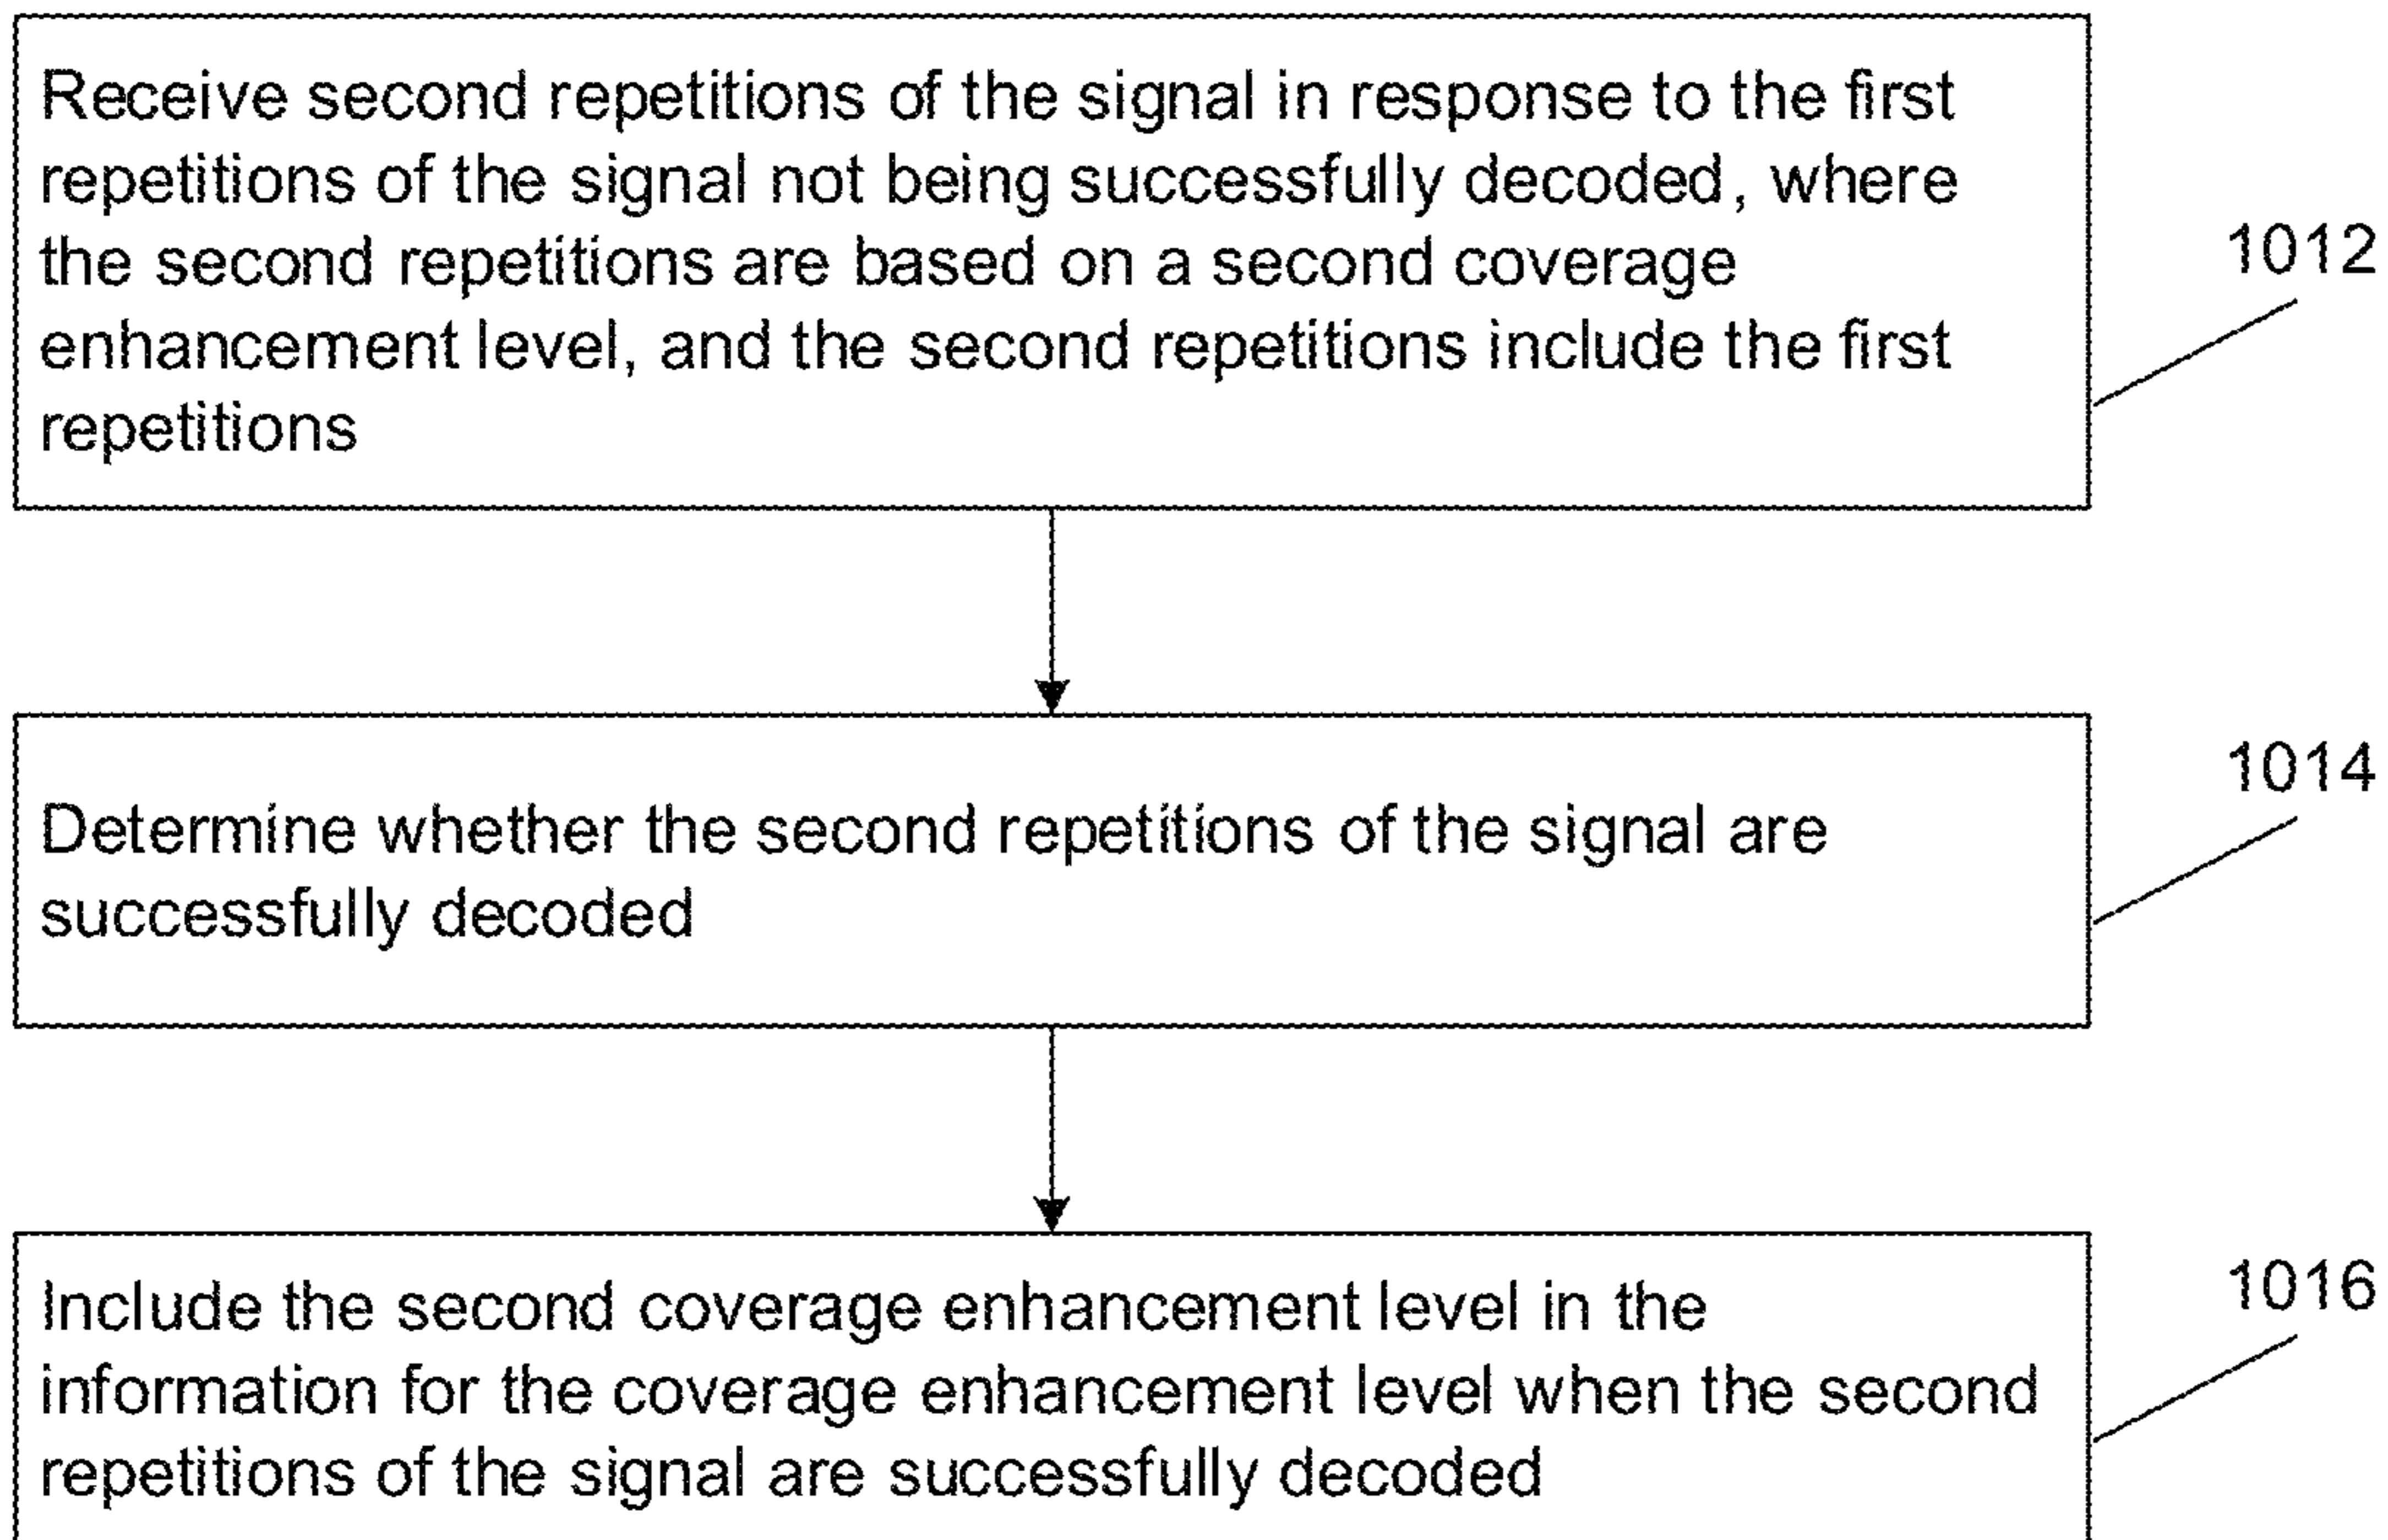 Receive second repetitions of the signal in response to the first
repetitions of the signal not being successfully decoded, where
the second repetitions are based on a second coverage
enhancement level, and the second repetitions include the first
repetitions
1012
Determine whether the second repetitions of the signal are
successfully decoded
1014
Include the second coverage enhancement level in the
information for the coverage enhancement level when the second
repetitions of the signal are successfully decoded
1016